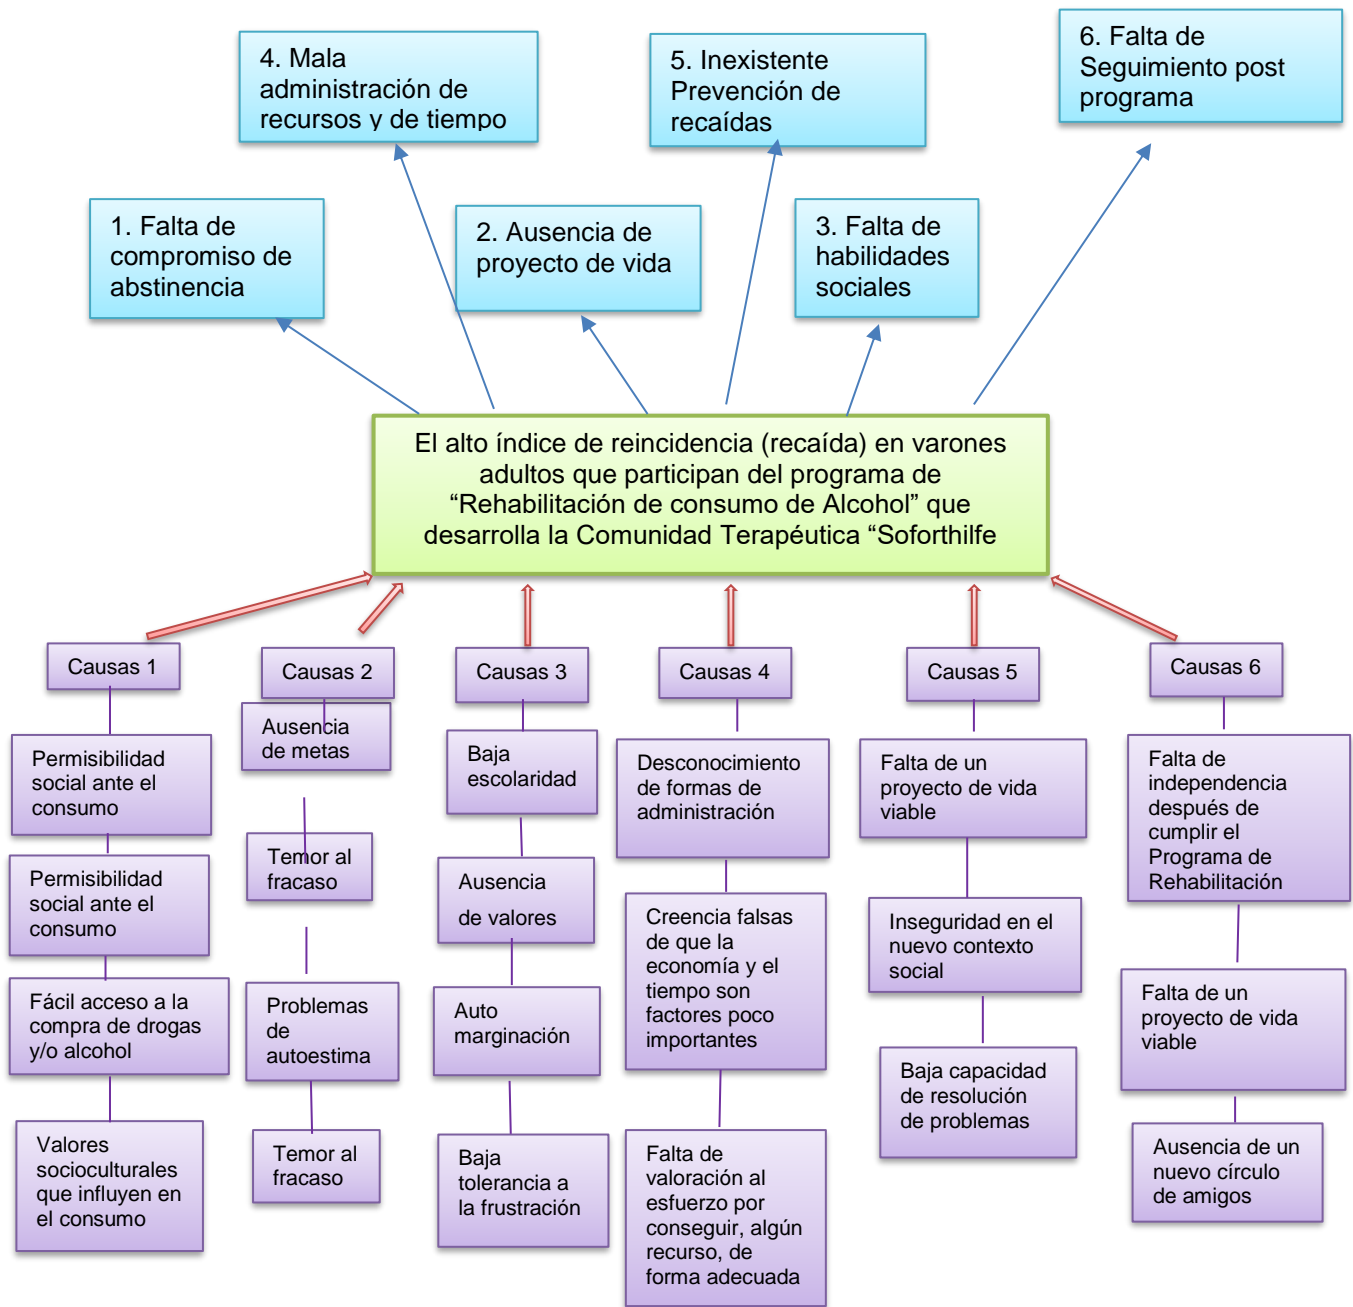 4. Mala
administración de
recursos y de tiempo
5. Inexistente
Prevención de
recaídas
6. Falta de
Seguimiento post
programa
1. Falta de
compromiso de
abstinencia
2. Ausencia de
proyecto de vida
3. Falta de
habilidades
sociales
El alto índice de reincidencia (recaída) en varones
adultos que participan del programa de
“Rehabilitación de consumo de Alcohol” que
desarrolla la Comunidad Terapéutica “Soforthilfe
Causas 1
Permisibilidad
social ante el
consumo
Permisibilidad
social ante el
consumo
Fácil acceso a la
compra de drogas
y/o alcohol
Valores
socioculturales
que influyen en
el consumo
Causas 2
Ausencia
de metas
Temor al
fracaso
Problemas
de
autoestima
Temor al
fracaso
Causas 3
Baja
escolaridad
Ausencia
de valores
Auto
marginación
Baja
tolerancia a
la frustración
Causas 4
Desconocimiento
de formas de
administración
Creencia falsas
de que la
economía y el
tiempo son
factores poco
importantes
Falta de
valoración al
esfuerzo por
conseguir, algún
recurso, de
forma adecuada
Causas 5
Falta de un
proyecto de vida
viable
Inseguridad en el
nuevo contexto
social
Baja capacidad
de resolución
de problemas
Causas 6
Falta de
independencia
después de
cumplir el
Programa de
Rehabilitación
Falta de un
proyecto de vida
viable
Ausencia de un
nuevo círculo
de amigos